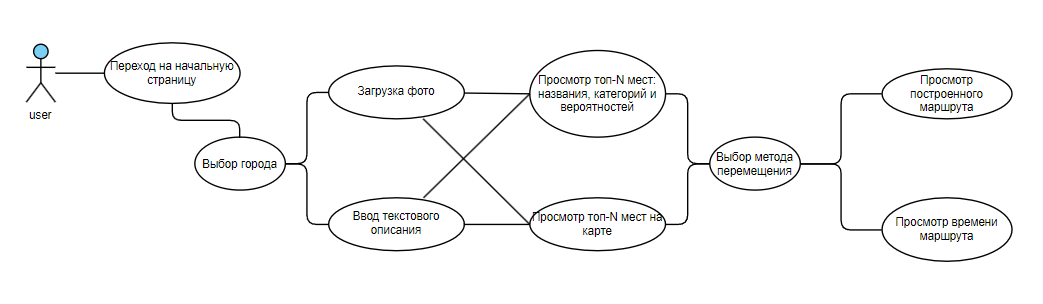 user
Переход на начальную
страницу
Выбор города
Загрузка фото
Ввод текстового
описания
Просмотр топ-N мест:
названия, категорий и
вероятностей
Просмотр топ-N мест на
карте
Выбор метода
перемещения
Просмотр
построенного
маршрута
Просмотр времени
маршрута